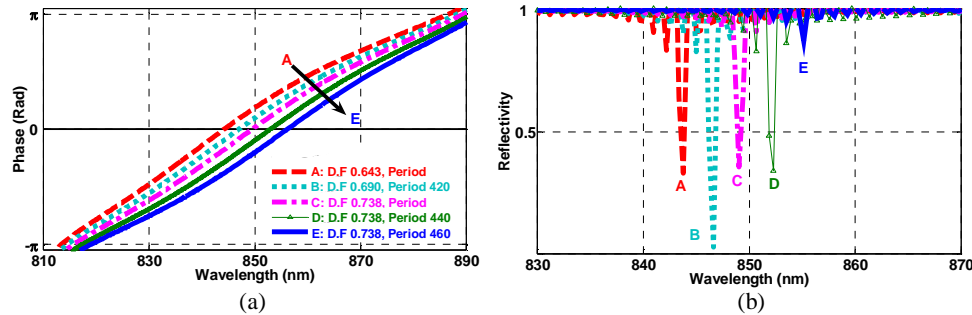 π
0
-π
Phase (Rad)
810
830
850
870
890
Wavelength (nm)
A
E
A: D.F 0.643, Period 420
B: D.F 0.690, Period 420
C: D.F 0.738, Period
D: D.F 0.738, Period 440
E: D.F 0.738, Period 460
(a)
1
0.5
Reflectivity
830
840
850
860
870
Wavelength (nm)
A
B
C
D
E
(b)